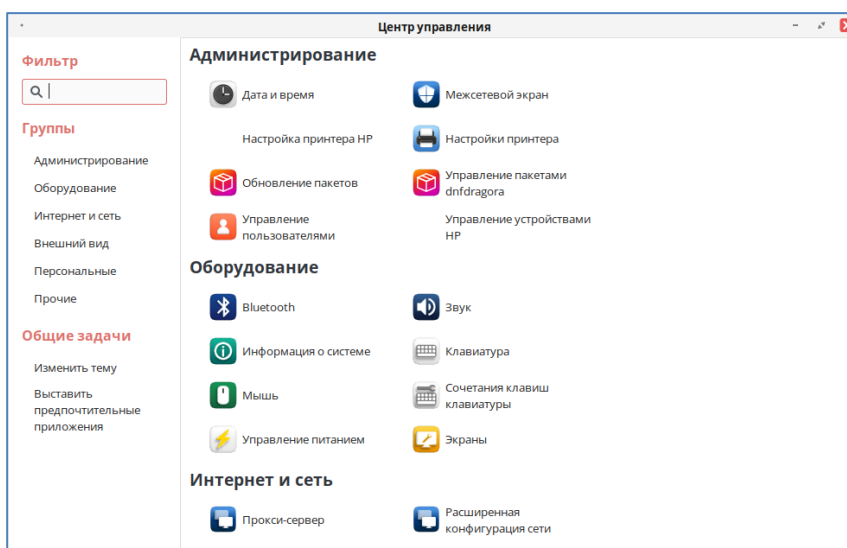 Центр управления
Фильтр
Группы
Администрирование
Оборудование
Интернет и сеть
Внешний вид
Персональные
Прочие
Общие задачи
Изменить тему
Выставить
предпочтительные
приложения
Администрирование
Дата и время
Межсетевой экран
Настройка принтера HP
Настройки принтера
Обновление пакетов
Управление пакетами
dnfdragora
Управление
пользователями
Управление устройствами
HP
Оборудование
Bluetooth
Звук
Информация о системе
Клавиатура
Мышь
Сочетания клавиш
клавиатуры
Управление питанием
Экраны
Интернет и сеть
Прокси-сервер
Расширенная
конфигурация сети